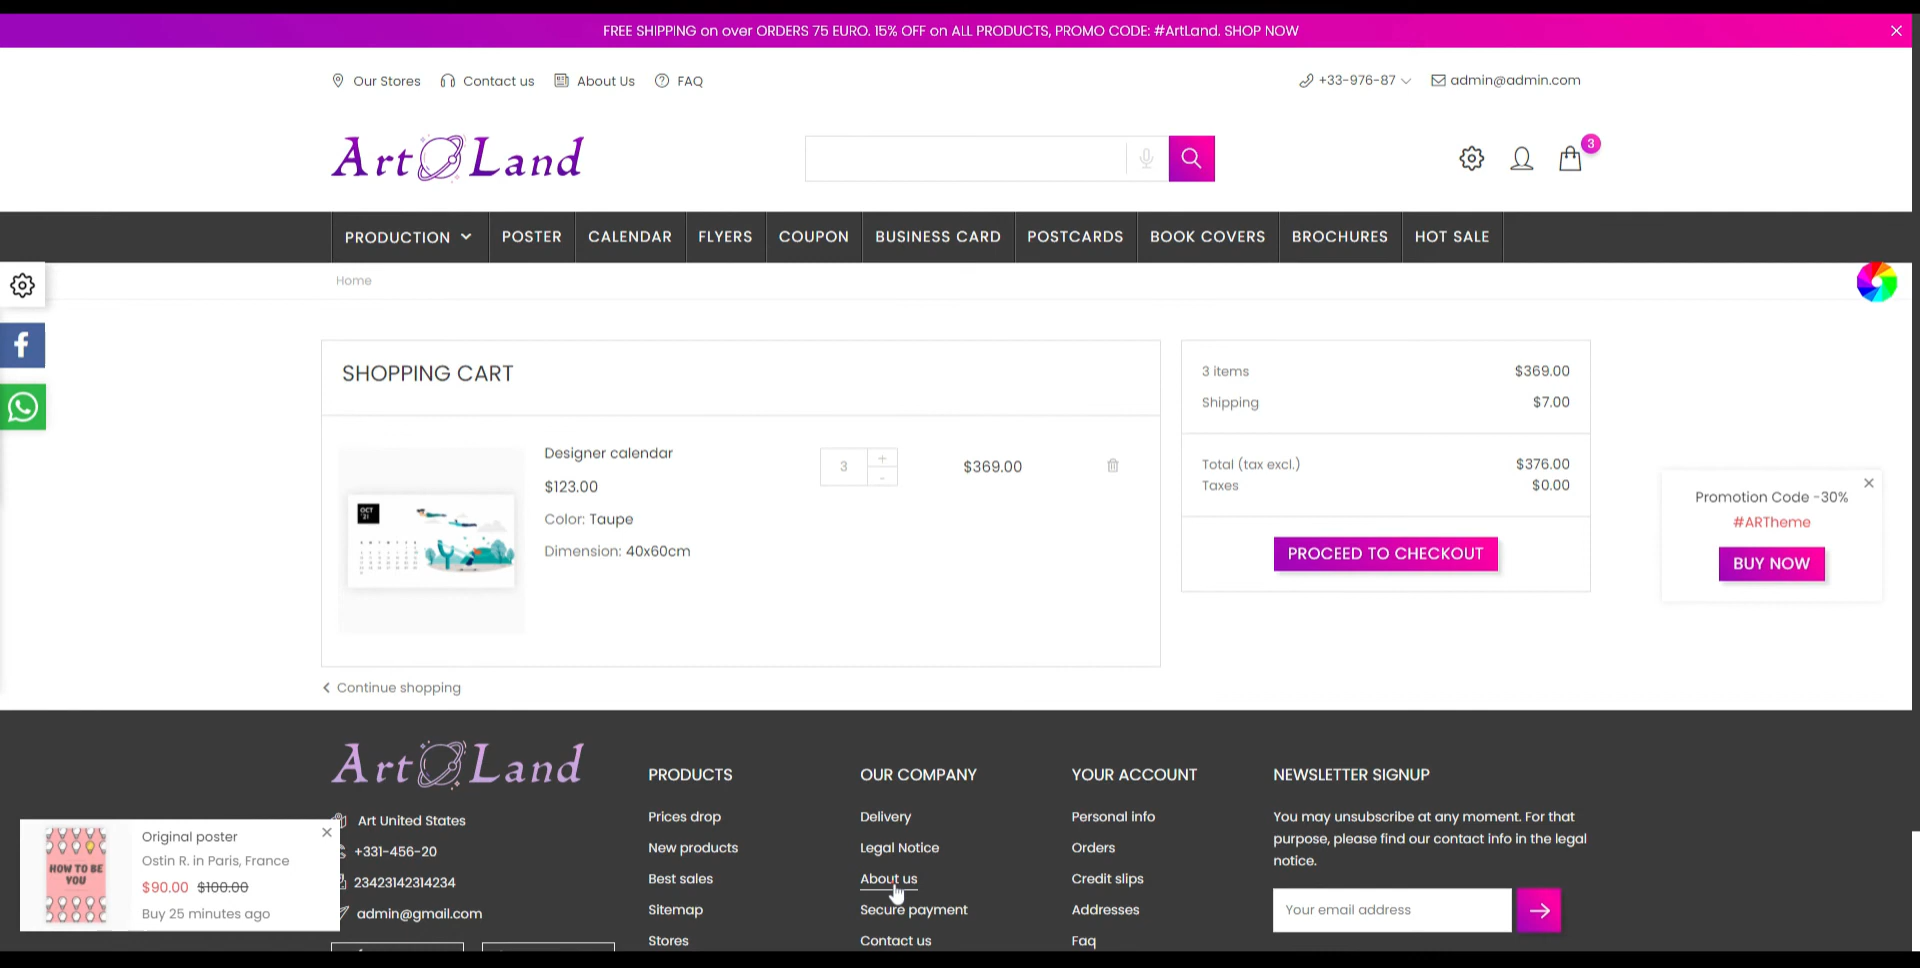 FREE SHIPPING on over ORDERS 75 EURO. 15% OFF on ALL PRODUCTS, PROMO CODE: #ArtLand. SHOP NOW
Our Stores Contact us About Us FAQ
+33-976-87 admin@admin.com
Art Land
3
PRODUCTION POSTER CALENDAR FLYERS COUPON BUSINESS CARD POSTCARDS BOOK COVERS BROCHURES HOT SALE
Home
SHOPPING CART
Designer calendar
$123.00
Color: Taupe
Dimension: 40x60cm
3 + -
$369.00
OCT
'21
3 items $369.00
Shipping $7.00
Total (tax excl.) $376.00
Taxes $0.00
PROCEED TO CHECKOUT
Promotion Code -30%
#ARTheme
BUY NOW
Continue shopping
Art Land
Art United States
+331-456-20
23423142314234
admin@gmail.com
HOW TO BE
YOU
Original poster
Ostin R. in Paris, France
$90.00 $100.00
Buy 25 minutes ago
PRODUCTS
Prices drop
New products
Best sales
Sitemap
Stores
OUR COMPANY
Delivery
Legal Notice
About us
Secure payment
Contact us
YOUR ACCOUNT
Personal info
Orders
Credit slips
Addresses
Faq
NEWSLETTER SIGNUP
You may unsubscribe at any moment. For that
purpose, please find our contact info in the legal
notice.
Your email address